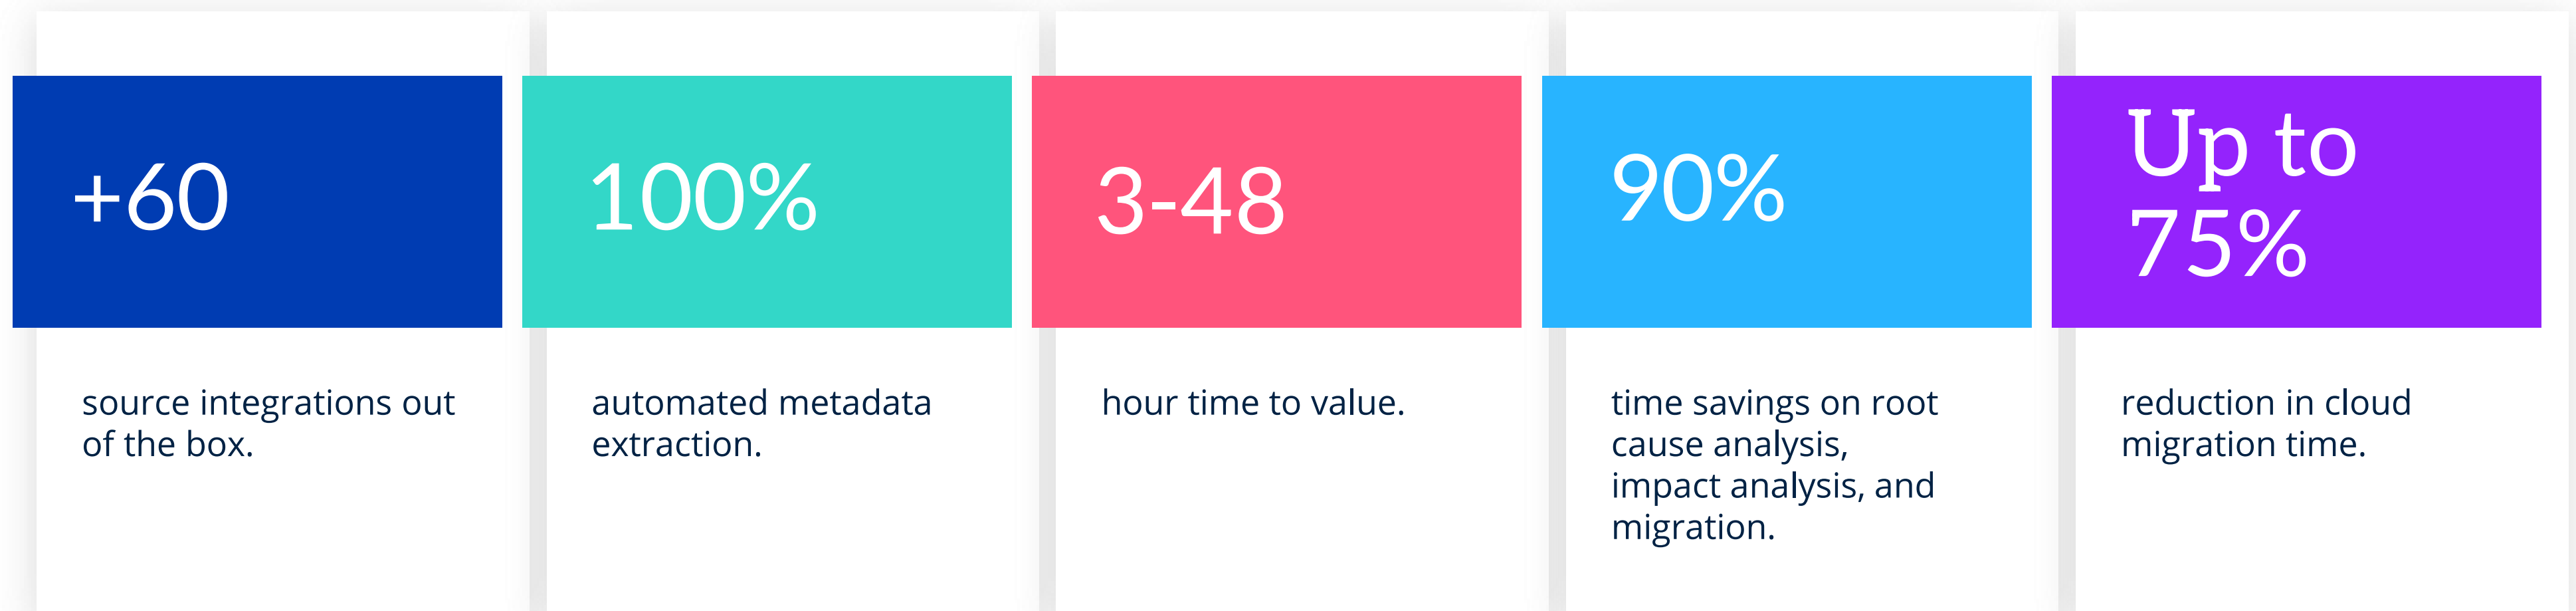 +60
source integrations out
of the box.
100%
automated metadata
extraction.
3-48
hour time to value.
90%
time savings on root
cause analysis,
impact analysis, and
migration.
Up to
75%
reduction in cloud
migration time.